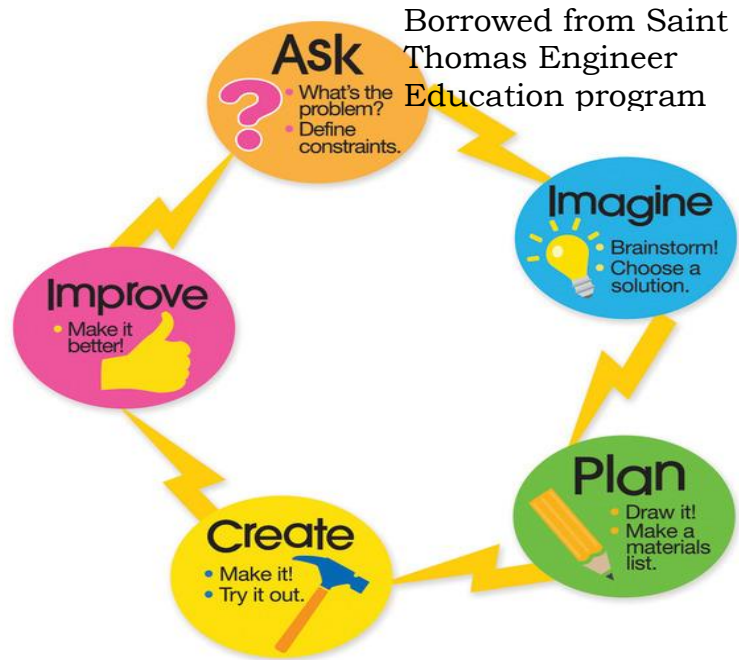 Borrowed from Saint
Thomas Engineer
Education program
Ask
• What's the
problem?
• Define
constraints.
Imagine
• Brainstorm!
• Choose a
solution.
Plan
• Draw it!
• Make a
materials
list.
Create
• Make it!
• Try it out.
Improve
• Make it
better!